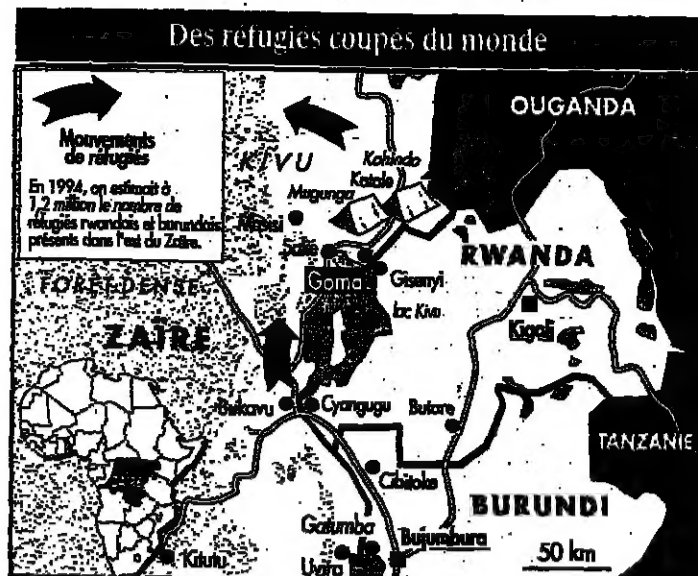 Des réfugiés coupés du monde
Mouvements
de réfugiés
En 1994, on estimait à
1,2 million le nombre de
réfugiés rwandais et burundais
présents dans l'est du Zaïre.
OUGANDA
KIVU
Kahindo
Katale
Mugunga
Masisi
Sake
RWANDA
Goma
Gisenyi
lac Kivu
FORÊT DENSE
ZAÏRE
Kigali
Bukavu
Cyangugu
Butare
TANZANIE
Cibitoke
BURUNDI
Gatumba
Bujumbura
Kitutu
Uvira
50 km